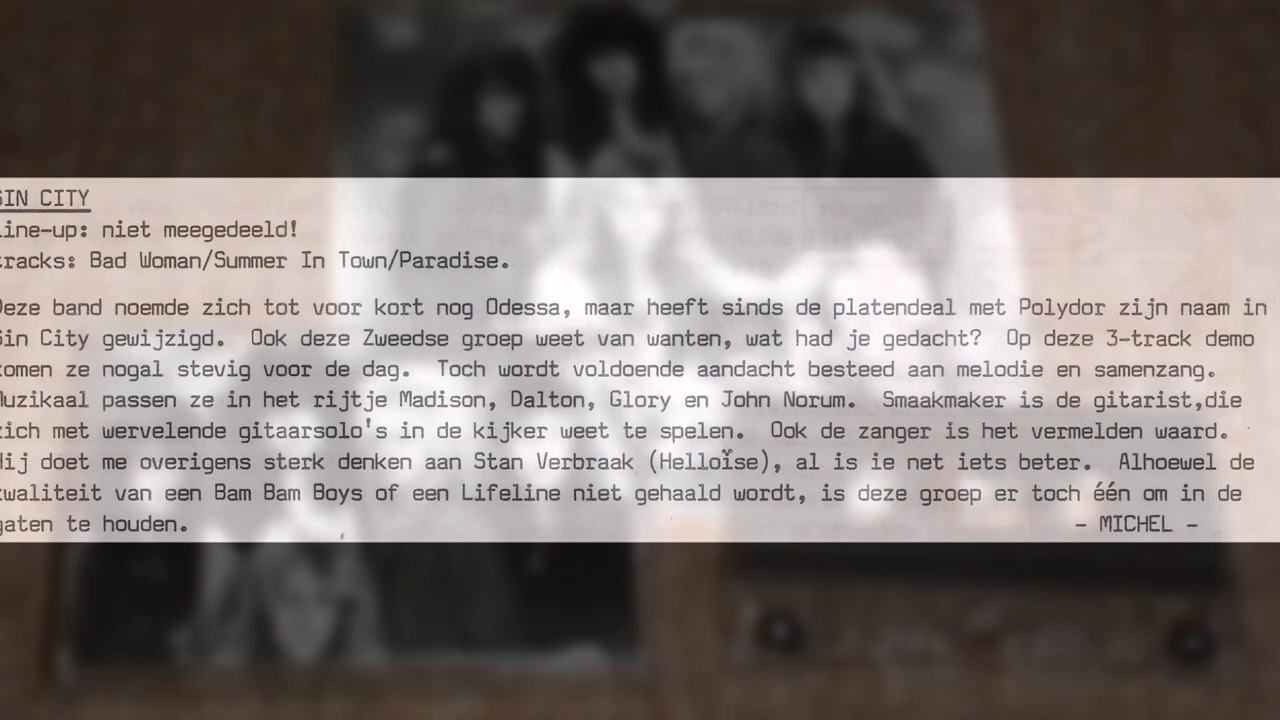 SIN CITY
Line-up: niet meegedeeld!
tracks: Bad Woman/Summer In Town/Paradise.
Deze band noemde zich tot voor kort nog Odessa, maar heeft sinds de platendeal met Polydor zijn naam in
Sin City gewijzigd. Ook deze Zweedse groep weet van wanten, wat had je gedacht? Op deze 3-track demo
komen ze nogal stevig voor de dag. Toch wordt voldoende aandacht besteed aan melodie en samenzang.
Muzikaal passen ze in het rijtje Madison, Dalton, Glory en John Norum. Smaakmaker is de gitarist,die
zich met wervelende gitaarsolo's in de kijker weet te spelen. Ook de zanger is het vermelden waard.
Hij doet me overigens sterk denken aan Stan Verbraak (Helloïse), al is ie net iets beter. Alhoewel de
kwaliteit van een Bam Bam Boys of een Lifeline niet gehaald wordt, is deze groep er toch één om in de
gaten te houden. - MICHEL -